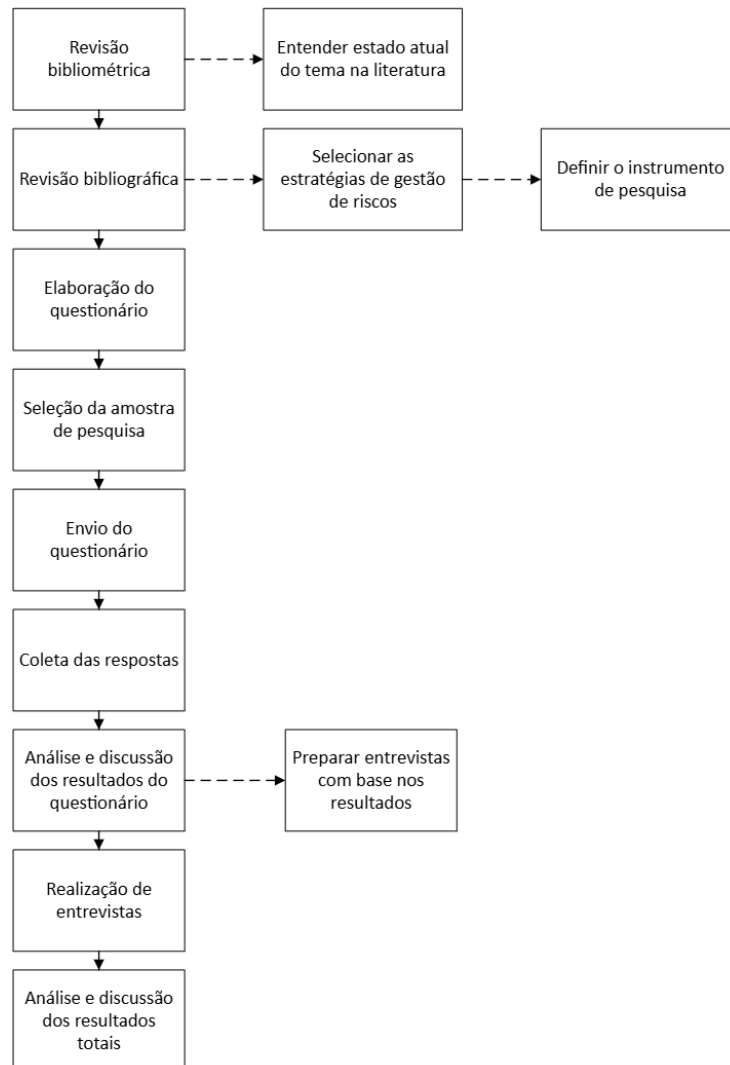 Revisão
bibliométrica
Entender estado atual
do tema na literatura
Revisão bibliográfica
Selecionar as
estratégias de gestão
de riscos
Definir o instrumento
de pesquisa
Elaboração do
questionário
Seleção da amostra
de pesquisa
Envio do
questionário
Coleta das respostas
Análise e discussão
dos resultados do
questionário
Preparar entrevistas
com base nos
resultados
Realização de
entrevistas
Análise e discussão
dos resultados
totais